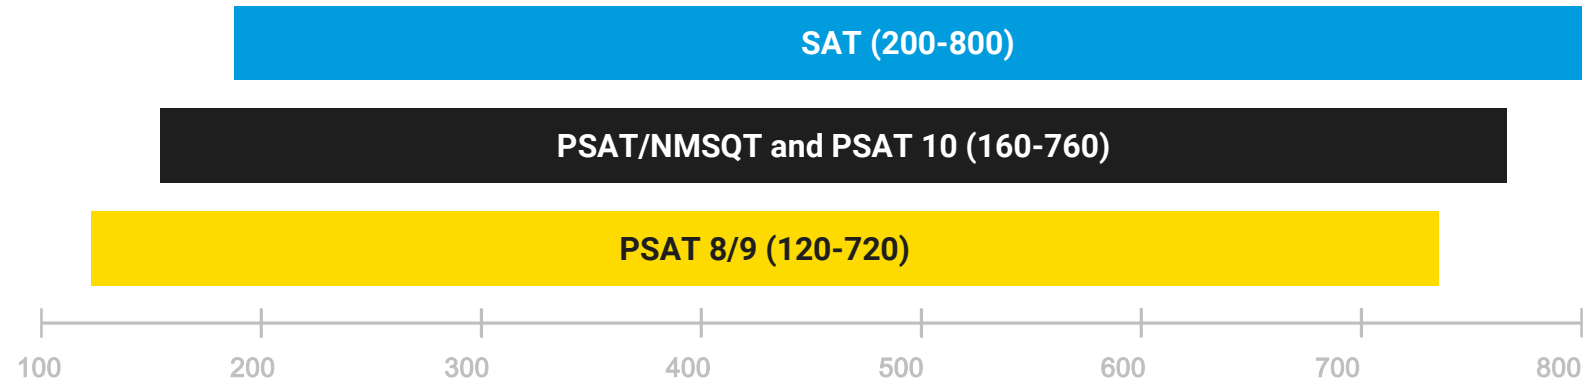 SAT (200-800)
PSAT/NMSQT and PSAT 10 (160-760)
PSAT 8/9 (120-720)
100 200 300 400 500 600 700 800